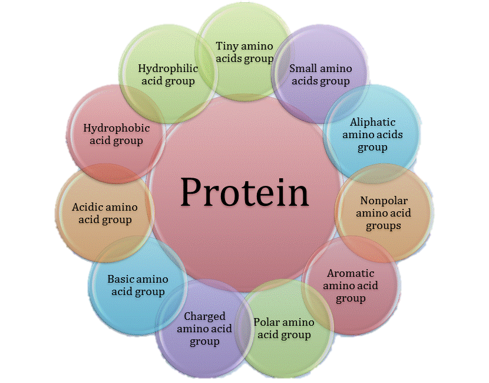 Tiny amino
acids group
Small amino
acids group
Aliphatic
amino acids
group
Nonpolar
amino acid
groups
Aromatic
amino acid
group
Polar amino
acid group
Charged
amino acid
group
Basic amino
acid group
Acidic amino
acid group
Hydrophobic
acid group
Hydrophilic
acid group
Protein